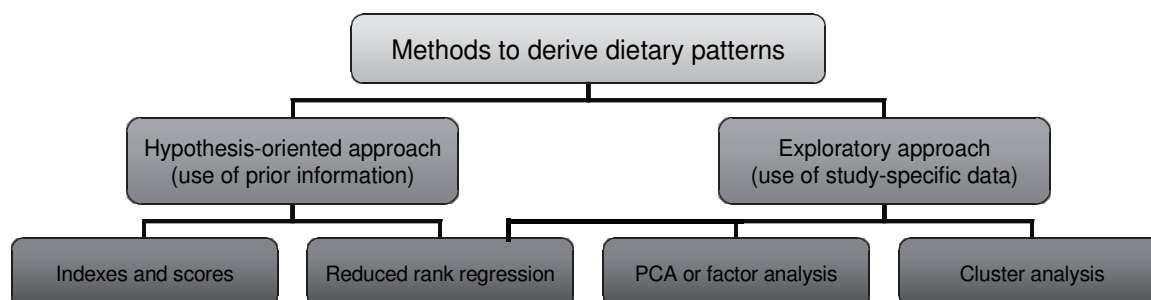 Methods to derive dietary patterns
Hypothesis-oriented approach
(use of prior information)
Exploratory approach
(use of study-specific data)
Indexes and scores
Reduced rank regression
PCA or factor analysis
Cluster analysis